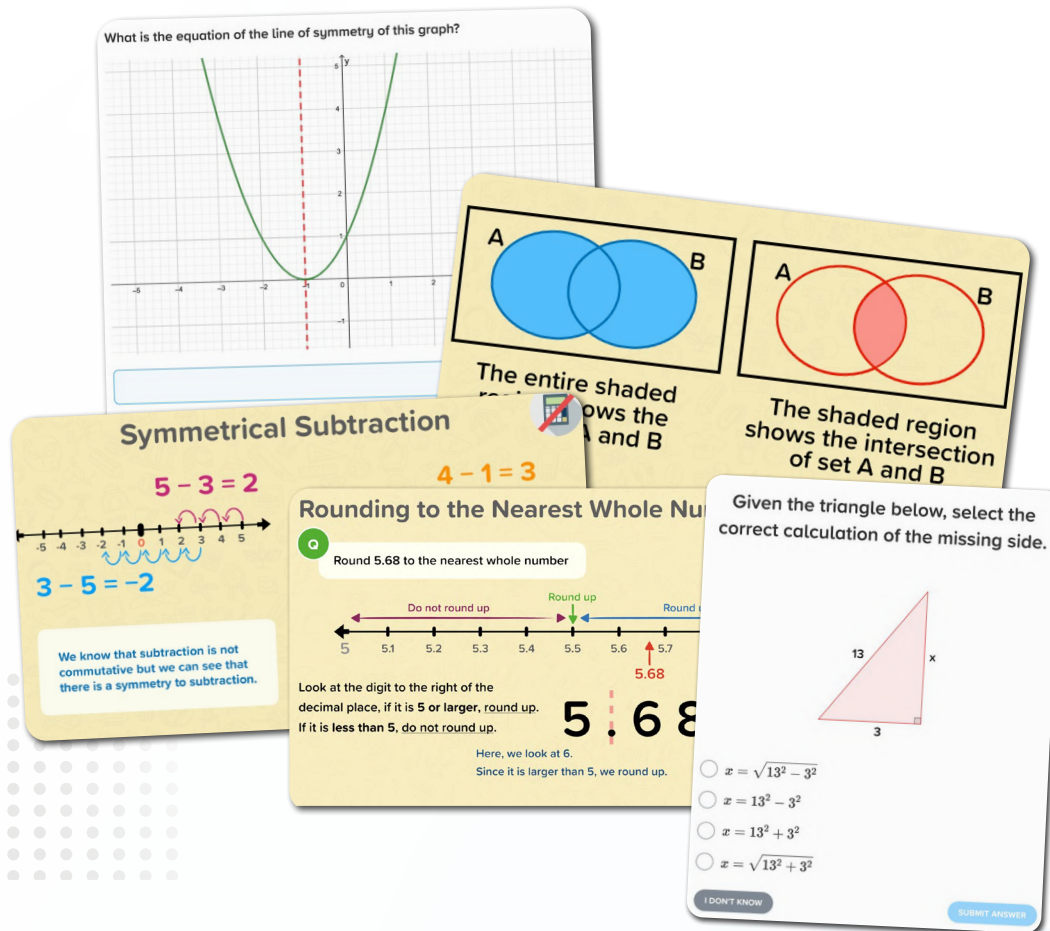 What is the equation of the line of symmetry of this graph?
y
5
4
3
2
1
-5 -4 -3 -2 -1 0 1 2
-1
A B
The entire shaded
ows the
A and B
A B
The shaded region
shows the intersection
of set A and B
Symmetrical Subtraction
5 − 3 = 2
4 − 1 = 3
-5 -4 -3 -2 -1 0 1 2 3 4 5
3 − 5 = −2
We know that subtraction is not
commutative but we can see that
there is a symmetry to subtraction.
Rounding to the Nearest Whole Nu
Q
Round 5.68 to the nearest whole number
Round up
Do not round up
Round
5 5.1 5.2 5.3 5.4 5.5 5.6 5.7
5.68
Look at the digit to the right of the
decimal place, if it is 5 or larger, round up.
If it is less than 5, do not round up.
5.68
Here, we look at 6.
Since it is larger than 5, we round up.
Given the triangle below, select the
correct calculation of the missing side.
13
x
3
x = √(13² − 3²)
x = 13² − 3²
x = 13² + 3²
x = √(13² + 3²)
I DON'T KNOW
SUBMIT ANSWER